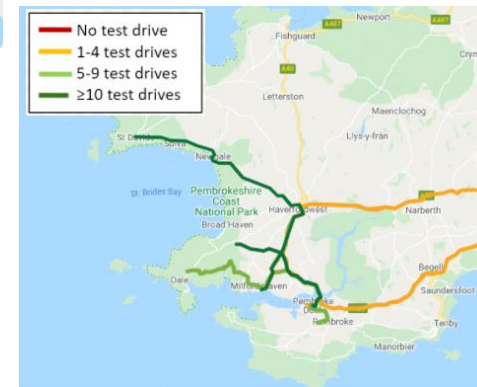 No test drive
1-4 test drives
5-9 test drives
≥10 test drives
A487
Newport
A487
Fishguard
A40
Letterston
Maenclochog
Llys-y-frân
St Davids
Solva
Newgale
St. Brides Bay
Pembrokeshire
Coast
National Park
Haverfordwest
Narberth
Broad Haven
Dale
Milford Haven
Begelly
Saundersfoot
Pembroke
Dock
Pembroke
Tenby
Manorbier